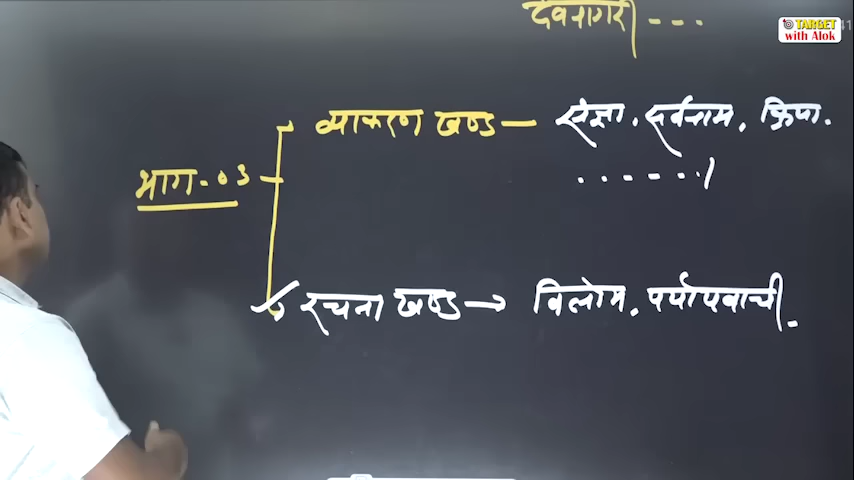 TARGET
with Alok
देवनागरी ---
व्याकरण खण्ड — संज्ञा. सर्वनाम. क्रिया.
भाग-03
. . . . . . ।
रचना खण्ड → विलोम. पर्यायवाची.